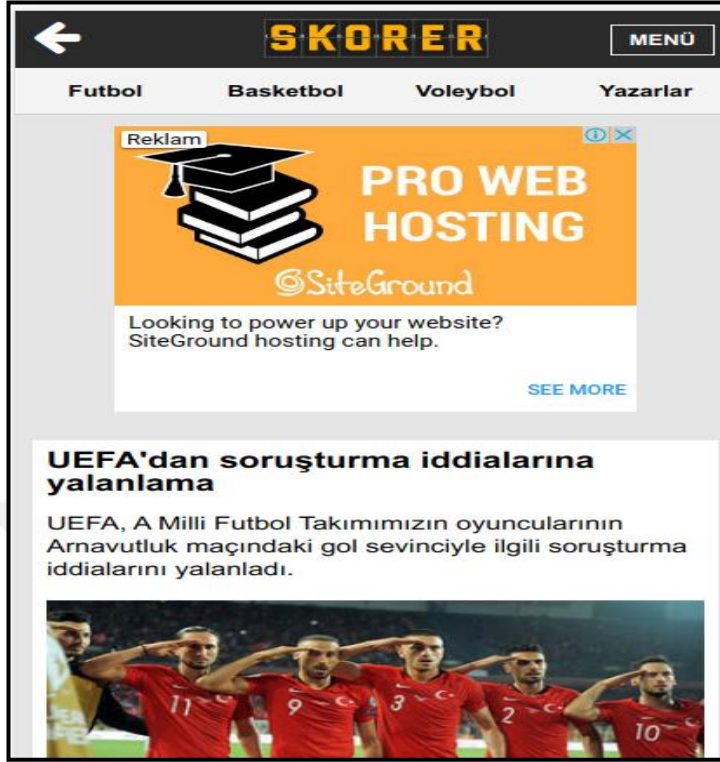 SKORER
MENÜ
Futbol Basketbol Voleybol Yazarlar
Reklam
PRO WEB
HOSTING
SiteGround
Looking to power up your website?
SiteGround hosting can help.
SEE MORE
UEFA'dan soruşturma iddialarına
yalanlama
UEFA, A Milli Futbol Takımımızın oyuncularının
Arnavutluk maçındaki gol sevinciyle ilgili soruşturma
iddialarını yalanladı.
11 9 3 2 10